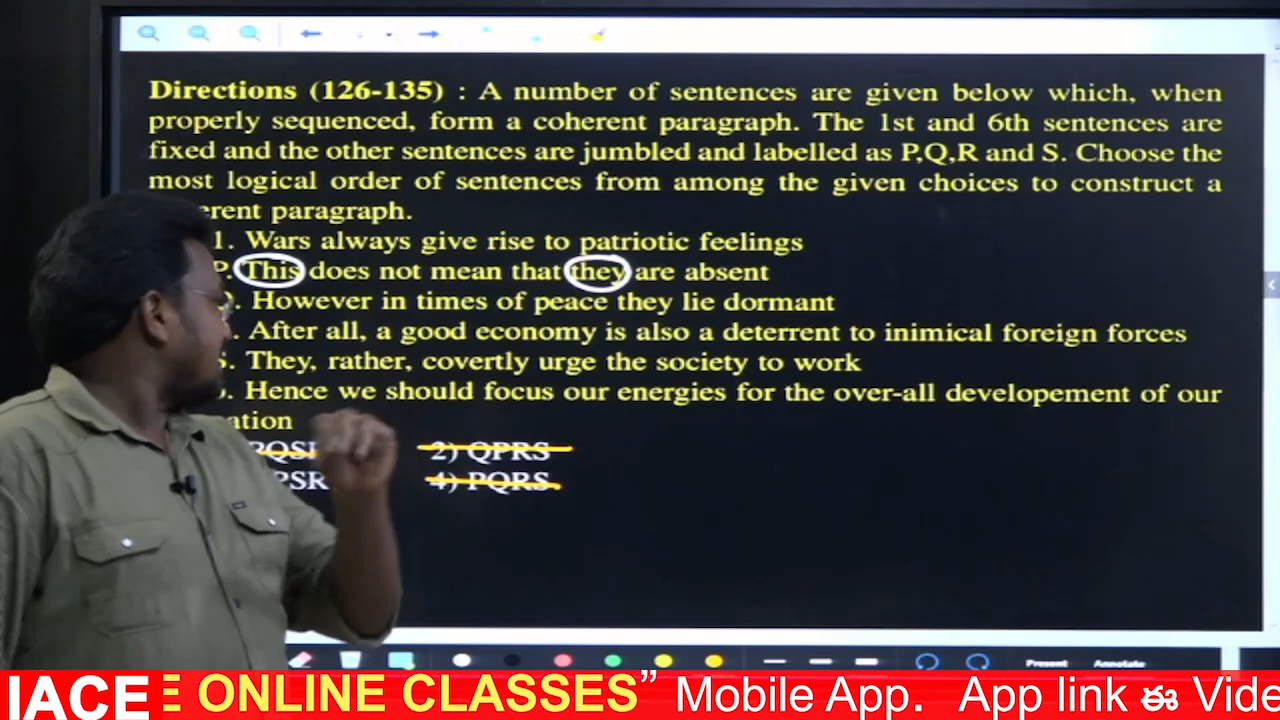 Directions (126-135) : A number of sentences are given below which, when
properly sequenced, form a coherent paragraph. The 1st and 6th sentences are
fixed and the other sentences are jumbled and labelled as P,Q,R and S. Choose the
most logical order of sentences from among the given choices to construct a
erent paragraph.
1. Wars always give rise to patriotic feelings
P. This does not mean that they are absent
However in times of peace they lie dormant
. After all, a good economy is also a deterrent to inimical foreign forces
S. They, rather, covertly urge the society to work
. Hence we should focus our energies for the over-all developement of our
ation
PQS 2) QPRS
PSR 4) PQRS
Present Annotate
IACE E ONLINE CLASSES” Mobile App. App link ఈ Vide